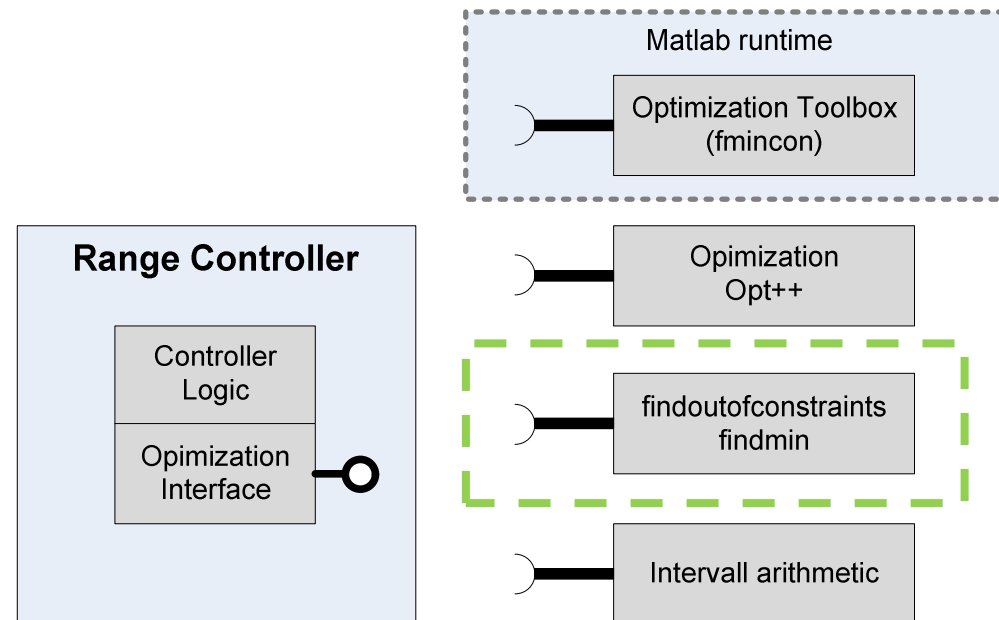 Matlab runtime
Optimization Toolbox
(fmincon)
Range Controller
Controller
Logic
Opimization
Interface
Opimization
Opt++
findoutofconstraints
findmin
Intervall arithmetic